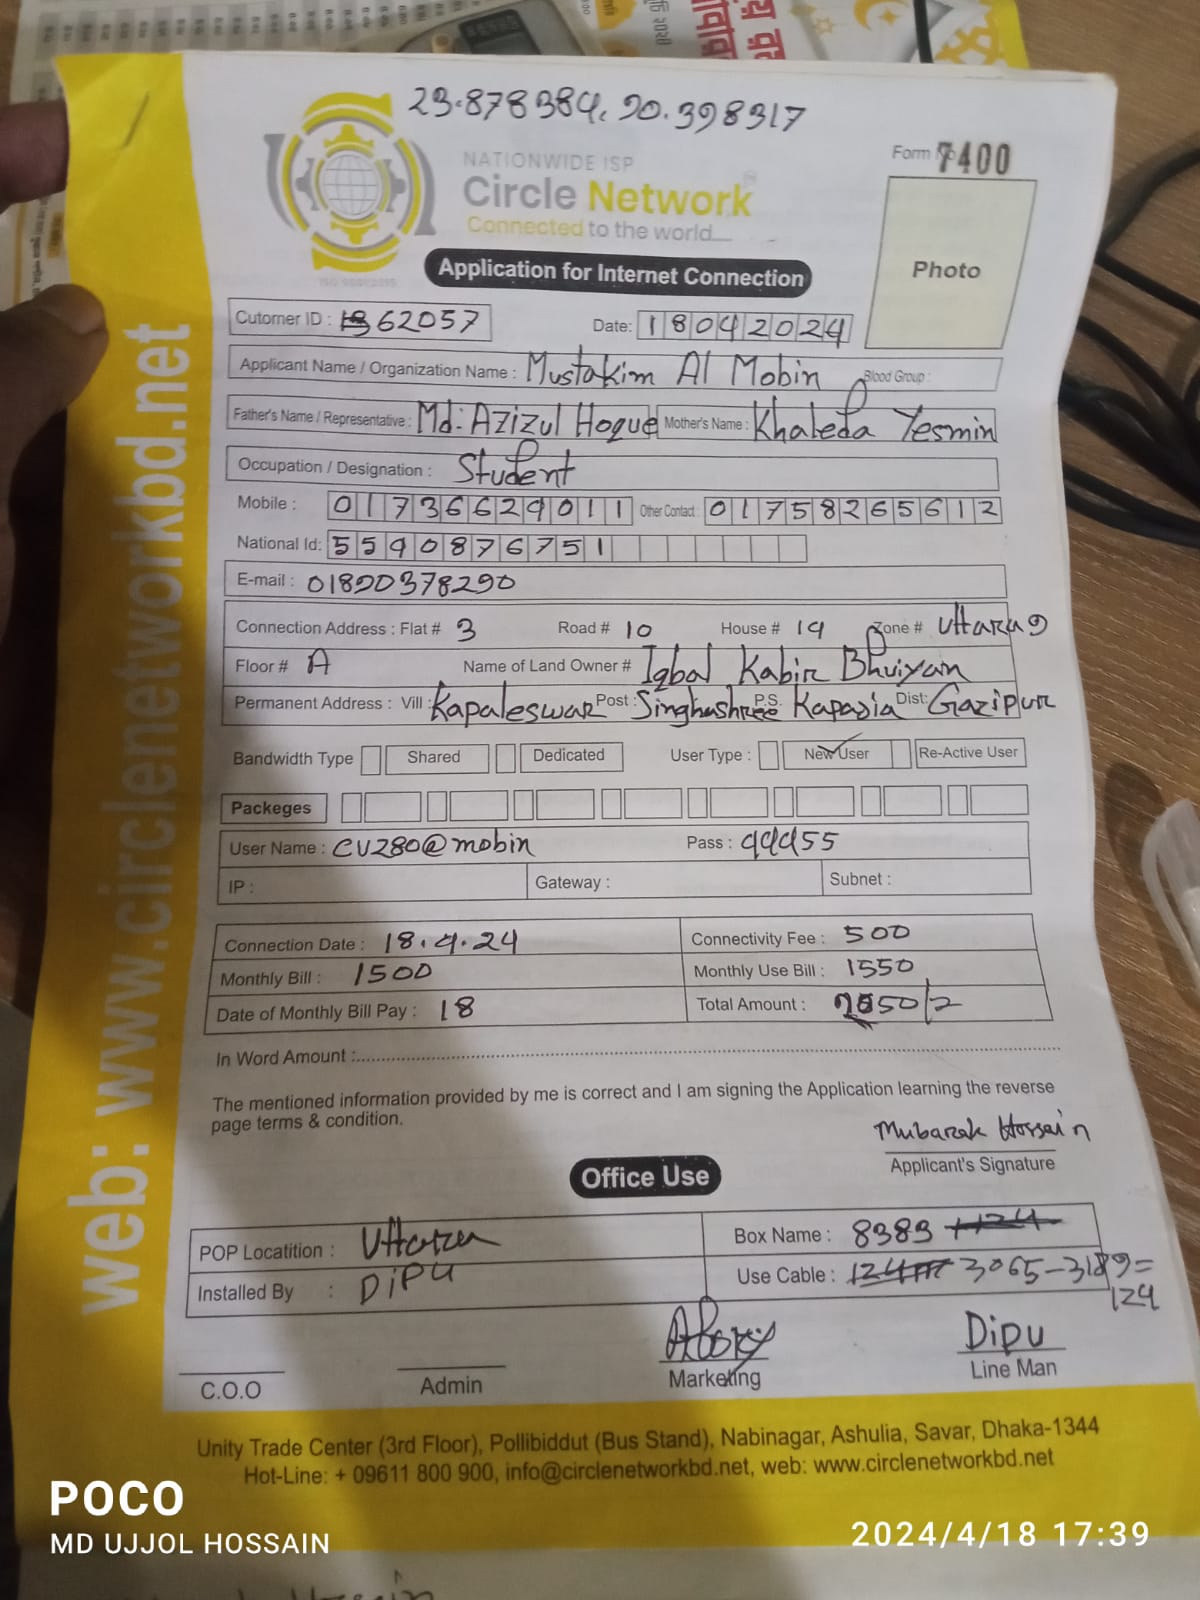 23.878384, 90.398317
NATIONWIDE ISP
Circle Network
Connected to the world...
Form No 7400
Photo
Application for Internet Connection
Cutomer ID : 62057
Date: 18042024
Applicant Name / Organization Name : Mustakim Al Mobin Blood Group :
Father's Name / Representative : Md: Azizul Hoque Mother's Name : Khaleda Yesmin
Occupation / Designation : Student
Mobile : 01736629011 Other Contact : 01758265612
National Id: 5590876751
E-mail : 01890378290
Connection Address : Flat # 3 Road # 10 House # 14 Zone # Uttara 9
Floor # A Name of Land Owner # Iqbal Kabir Bhuiyan
Permanent Address : Vill : Kapaleswar Post : Singhashree P.S. Kapasia Dist: Gazipur
Bandwidth Type Shared Dedicated User Type : New User Re-Active User
Packeges
User Name : CU280@mobin Pass : 44455
IP : Gateway : Subnet :
Connection Date : 18.4.24 Connectivity Fee : 500
Monthly Bill : 1500 Monthly Use Bill : 1550
Date of Monthly Bill Pay : 18 Total Amount :
In Word Amount :
The mentioned information provided by me is correct and I am signing the Application learning the reverse
page terms & condition.
Mubarak Hossain
Applicant's Signature
Office Use
POP Locatition : Uttara Box Name : 8383
Installed By : DiPU Use Cable : 3065-3189=
124
C.O.O Admin Marketing Dipu
Line Man
web: www.circlenetworkbd.net
Unity Trade Center (3rd Floor), Pollibiddut (Bus Stand), Nabinagar, Ashulia, Savar, Dhaka-1344
Hot-Line: + 09611 800 900, info@circlenetworkbd.net, web: www.circlenetworkbd.net
POCO
MD UJJOL HOSSAIN
2024/4/18 17:39